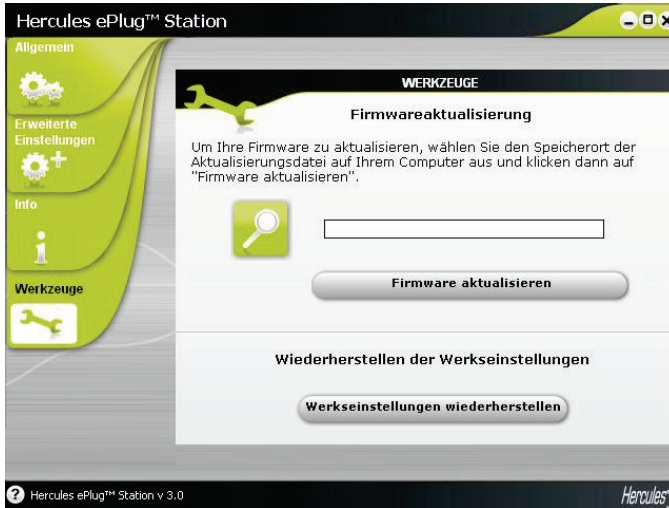 Hercules ePlug™ Station
Allgemein
Erweiterte
Einstellungen
Info
Werkzeuge
WERKZEUGE
Firmwareaktualisierung
Um Ihre Firmware zu aktualisieren, wählen Sie den Speicherort der
Aktualisierungsdatei auf Ihrem Computer aus und klicken dann auf
"Firmware aktualisieren".
Firmware aktualisieren
Wiederherstellen der Werkseinstellungen
Werkseinstellungen wiederherstellen
? Hercules ePlug™ Station v 3.0
Hercules™